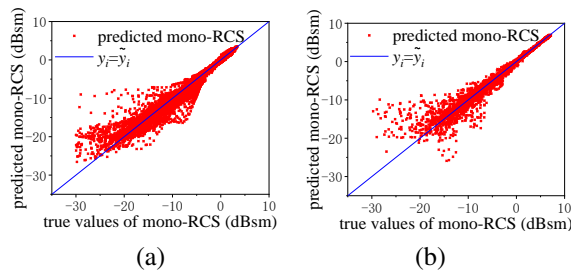 (a)
predicted mono-RCS
yᵢ=ỹᵢ
predicted mono-RCS (dBsm)
10
0
−10
−20
−30
−30 −20 −10 0 10
true values of mono-RCS (dBsm)
(a)
(b)
predicted mono-RCS
yᵢ=ỹᵢ
predicted mono-RCS (dBsm)
10
0
−10
−20
−30
−30 −20 −10 0 10
true values of mono-RCS (dBsm)
(b)